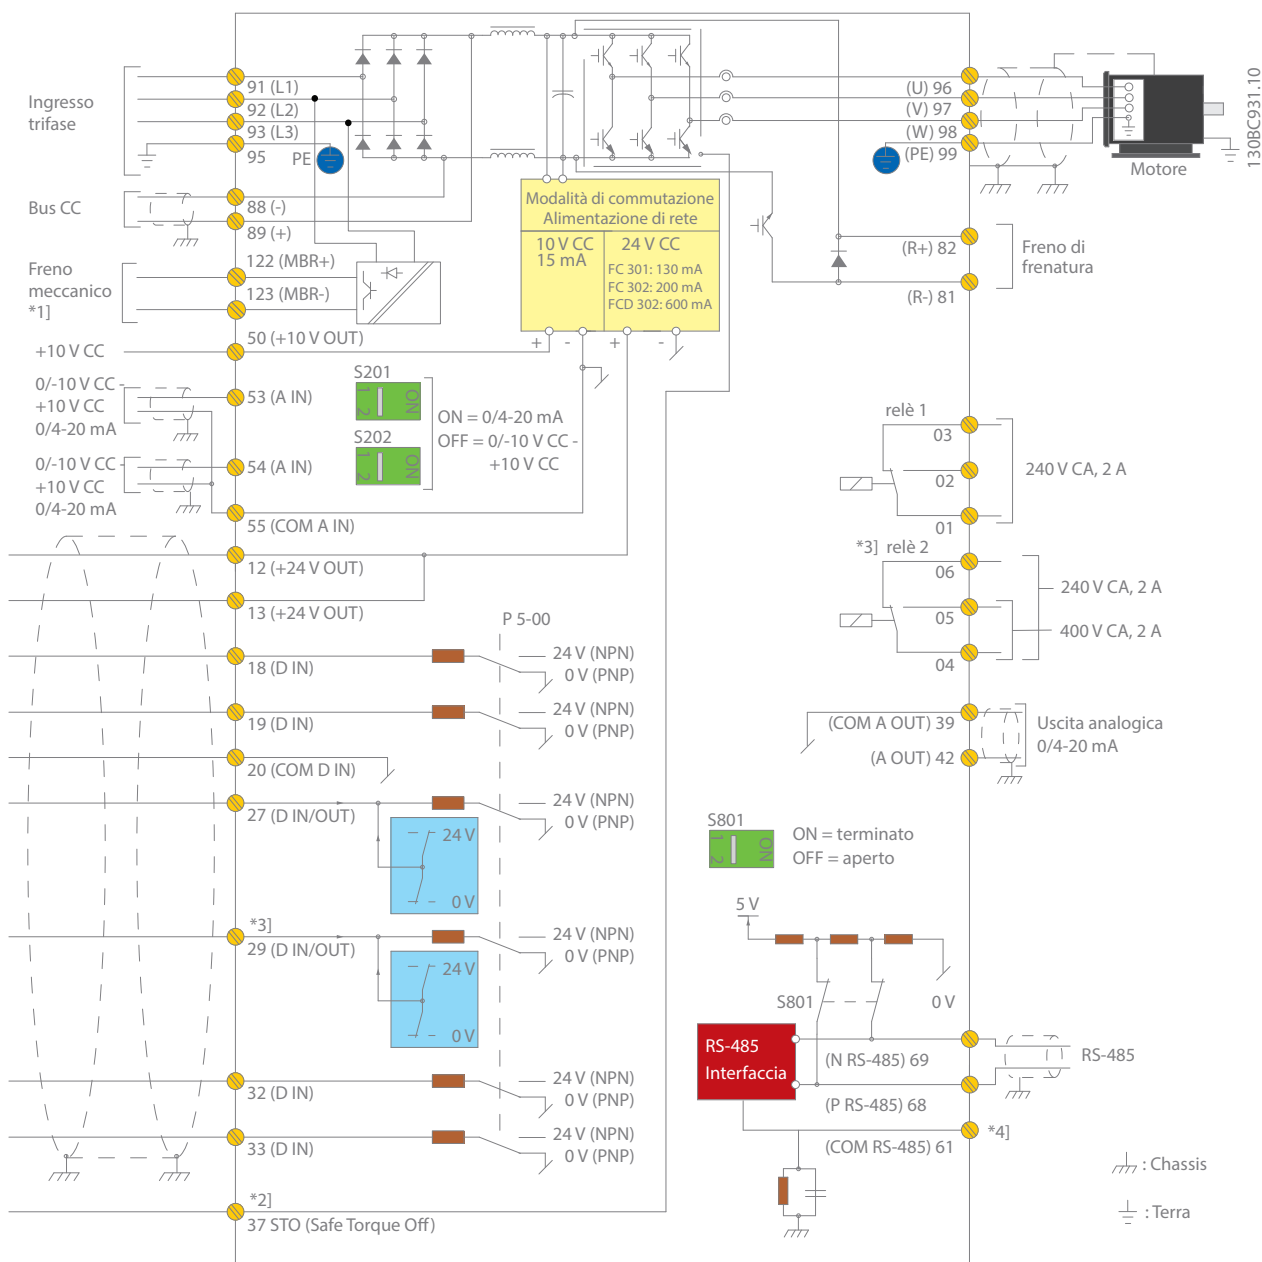 Ingresso
trifase
91 (L1)
92 (L2)
93 (L3)
95
PE
Bus CC
88 (-)
89 (+)
Freno
meccanico
*1]
122 (MBR+)
123 (MBR-)
+10 V CC
50 (+10 V OUT)
0/-10 V CC -
+10 V CC
0/4-20 mA
53 (A IN)
0/-10 V CC -
+10 V CC
0/4-20 mA
54 (A IN)
55 (COM A IN)
12 (+24 V OUT)
13 (+24 V OUT)
18 (D IN)
19 (D IN)
20 (COM D IN)
27 (D IN/OUT)
*3]
29 (D IN/OUT)
32 (D IN)
33 (D IN)
*2]
37 STO (Safe Torque Off)
Modalità di commutazione
Alimentazione di rete
10 V CC
15 mA
24 V CC
FC 301: 130 mA
FC 302: 200 mA
FCD 302: 600 mA
+ - + -
S201
1 2 ON
S202
1 2 ON
ON = 0/4-20 mA
OFF = 0/-10 V CC -
+10 V CC
P 5-00
24 V (NPN)
0 V (PNP)
24 V (NPN)
0 V (PNP)
24 V (NPN)
0 V (PNP)
24 V
0 V
24 V (NPN)
0 V (PNP)
24 V
0 V
24 V (NPN)
0 V (PNP)
24 V (NPN)
0 V (PNP)
(U) 96
(V) 97
(W) 98
(PE) 99
Motore
130BC931.10
(R+) 82
(R-) 81
Freno di
frenatura
relè 1
03
02
01
240 V CA, 2 A
*3] relè 2
06
05
04
240 V CA, 2 A
400 V CA, 2 A
(COM A OUT) 39
(A OUT) 42
Uscita analogica
0/4-20 mA
S801
1 2 ON
ON = terminato
OFF = aperto
5 V
S801
0 V
RS-485
Interfaccia
(N RS-485) 69
(P RS-485) 68
(COM RS-485) 61
RS-485
*4]
: Chassis
: Terra